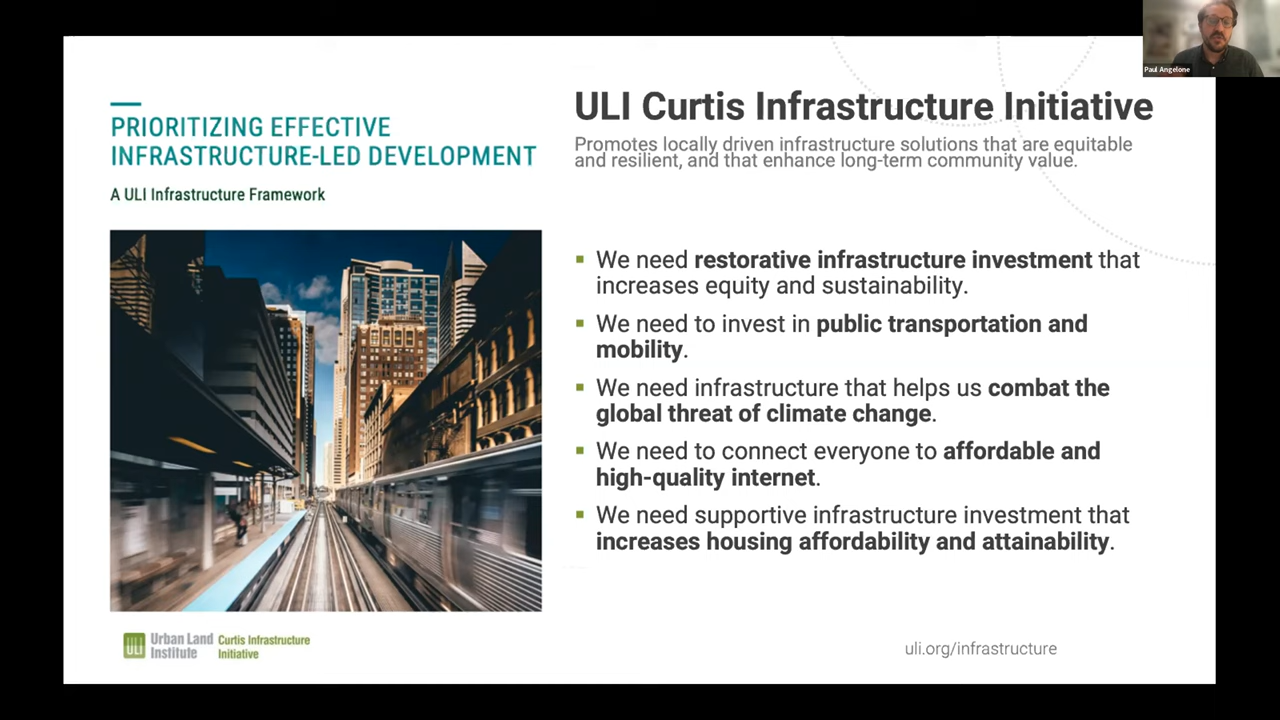 Paul Angelone
PRIORITIZING EFFECTIVE
INFRASTRUCTURE-LED DEVELOPMENT
A ULI Infrastructure Framework
ULI Urban Land
Institute
Curtis Infrastructure
Initiative
ULI Curtis Infrastructure Initiative
Promotes locally driven infrastructure solutions that are equitable
and resilient, and that enhance long-term community value.
▪ We need restorative infrastructure investment that
increases equity and sustainability.
▪ We need to invest in public transportation and
mobility.
▪ We need infrastructure that helps us combat the
global threat of climate change.
▪ We need to connect everyone to affordable and
high-quality internet.
▪ We need supportive infrastructure investment that
increases housing affordability and attainability.
uli.org/infrastructure